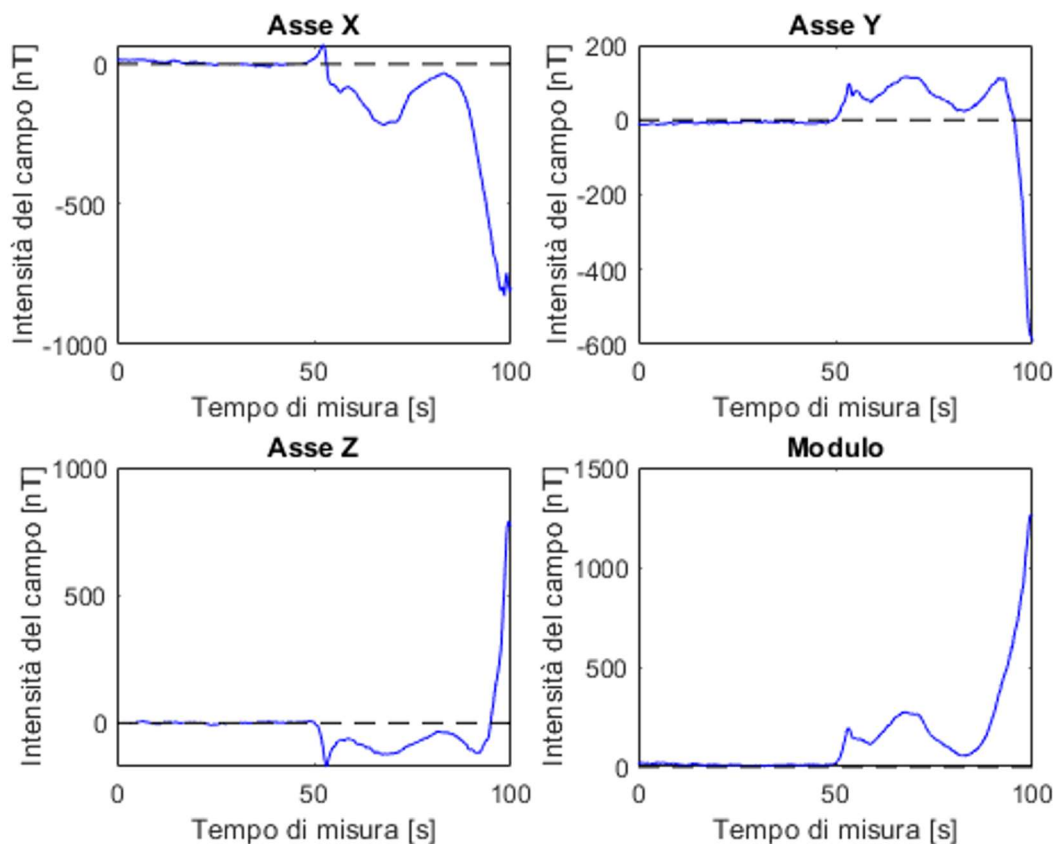 Asse X
Intensità del campo [nT]
0
-500
-1000
0
50
100
Tempo di misura [s]
Asse Y
Intensità del campo [nT]
200
0
-200
-400
-600
0
50
100
Tempo di misura [s]
Asse Z
Intensità del campo [nT]
1000
500
0
0
50
100
Tempo di misura [s]
Modulo
Intensità del campo [nT]
1500
1000
500
0
0
50
100
Tempo di misura [s]